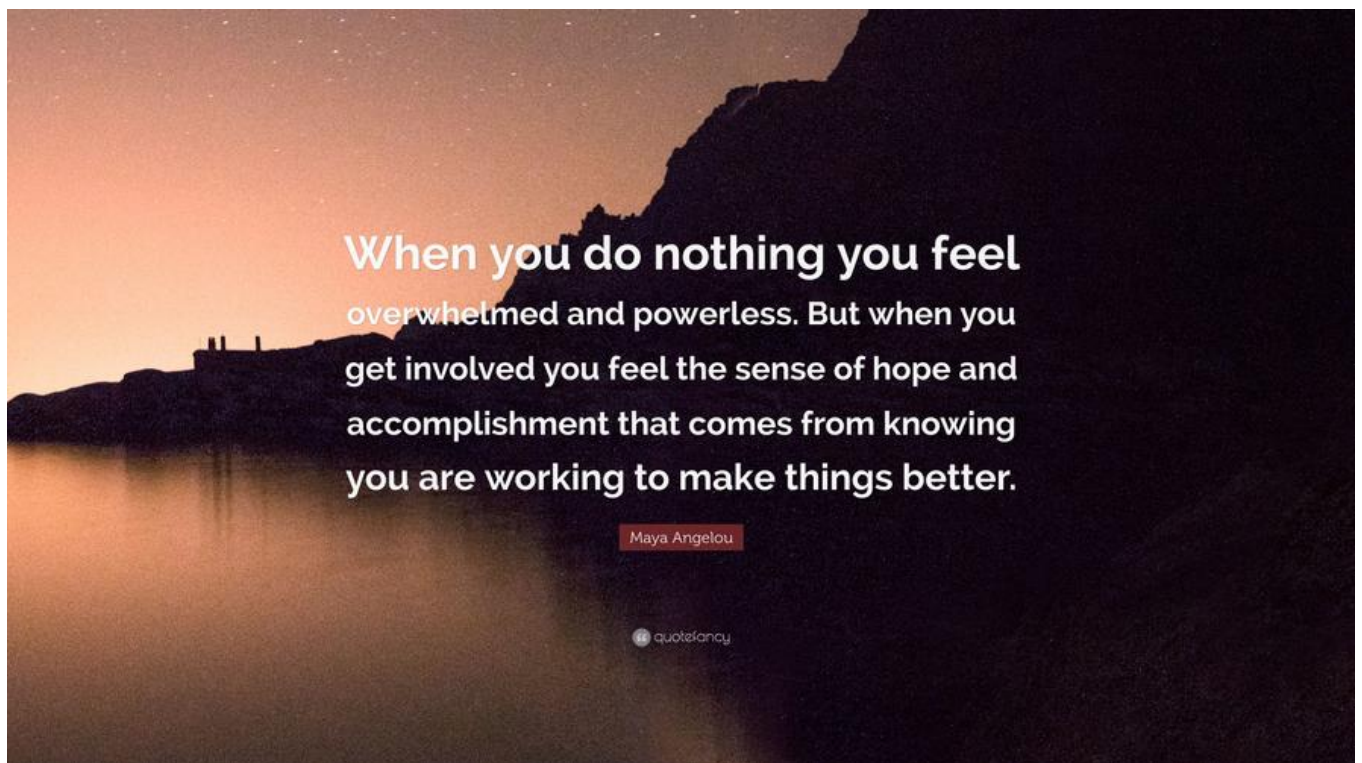 When you do nothing you feel
overwhelmed and powerless. But when you
get involved you feel the sense of hope and
accomplishment that comes from knowing
you are working to make things better.
Maya Angelou
quotefancy